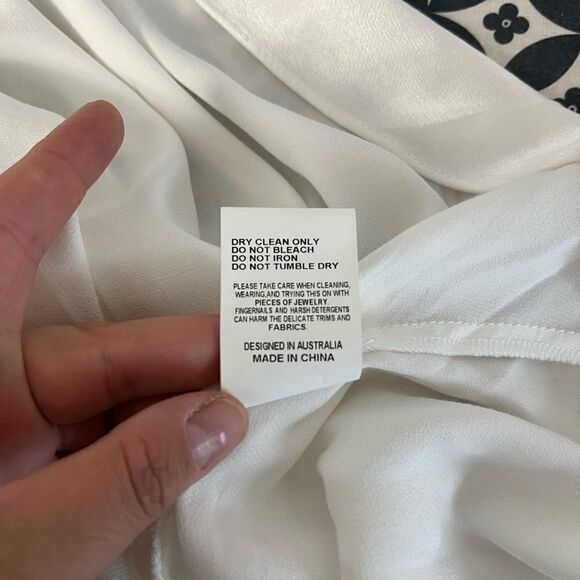 DRY CLEAN ONLY
DO NOT BLEACH
DO NOT IRON
DO NOT TUMBLE DRY
PLEASE TAKE CARE WHEN CLEANING,
WEARING,AND TRYING THIS ON WITH
PIECES OF JEWELRY.
FINGERNAILS AND HARSH DETERGENTS
CAN HARM THE DELICATE TRIMS AND
FABRICS.
DESIGNED IN AUSTRALIA
MADE IN CHINA